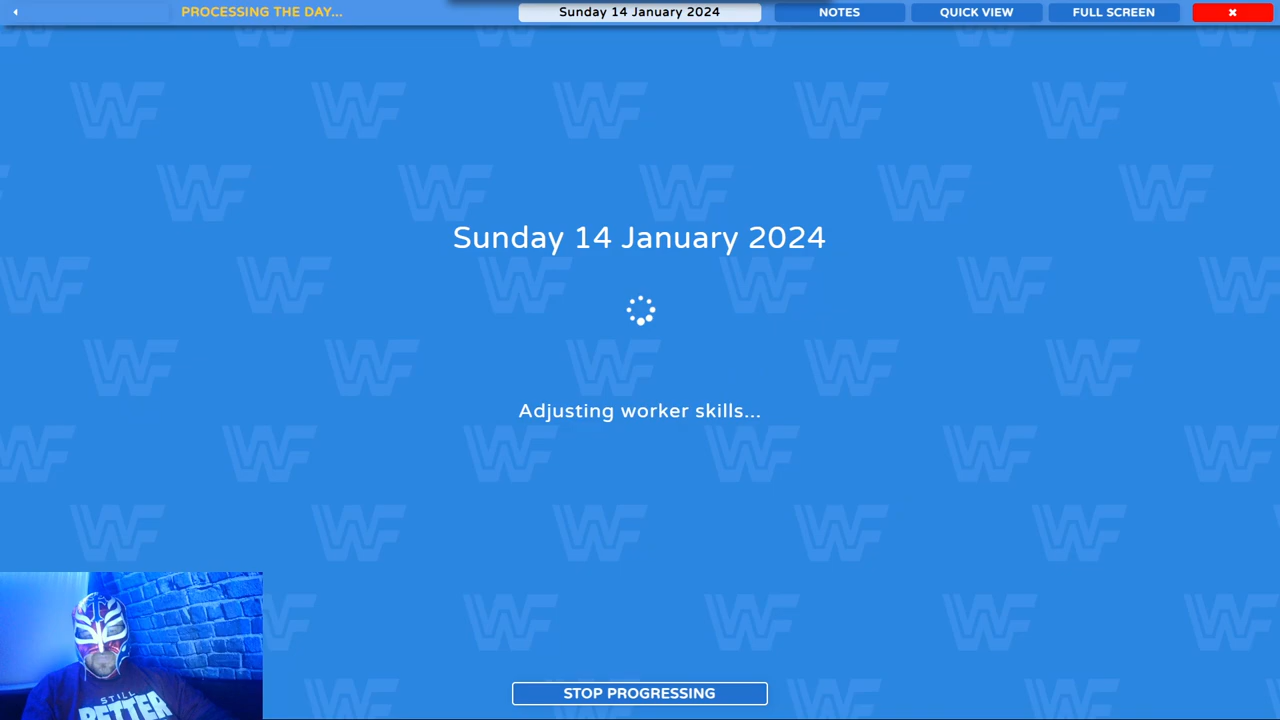 PROCESSING THE DAY...
Sunday 14 January 2024
NOTES
QUICK VIEW
FULL SCREEN
Sunday 14 January 2024
Adjusting worker skills...
STILL
BETTER
STOP PROGRESSING